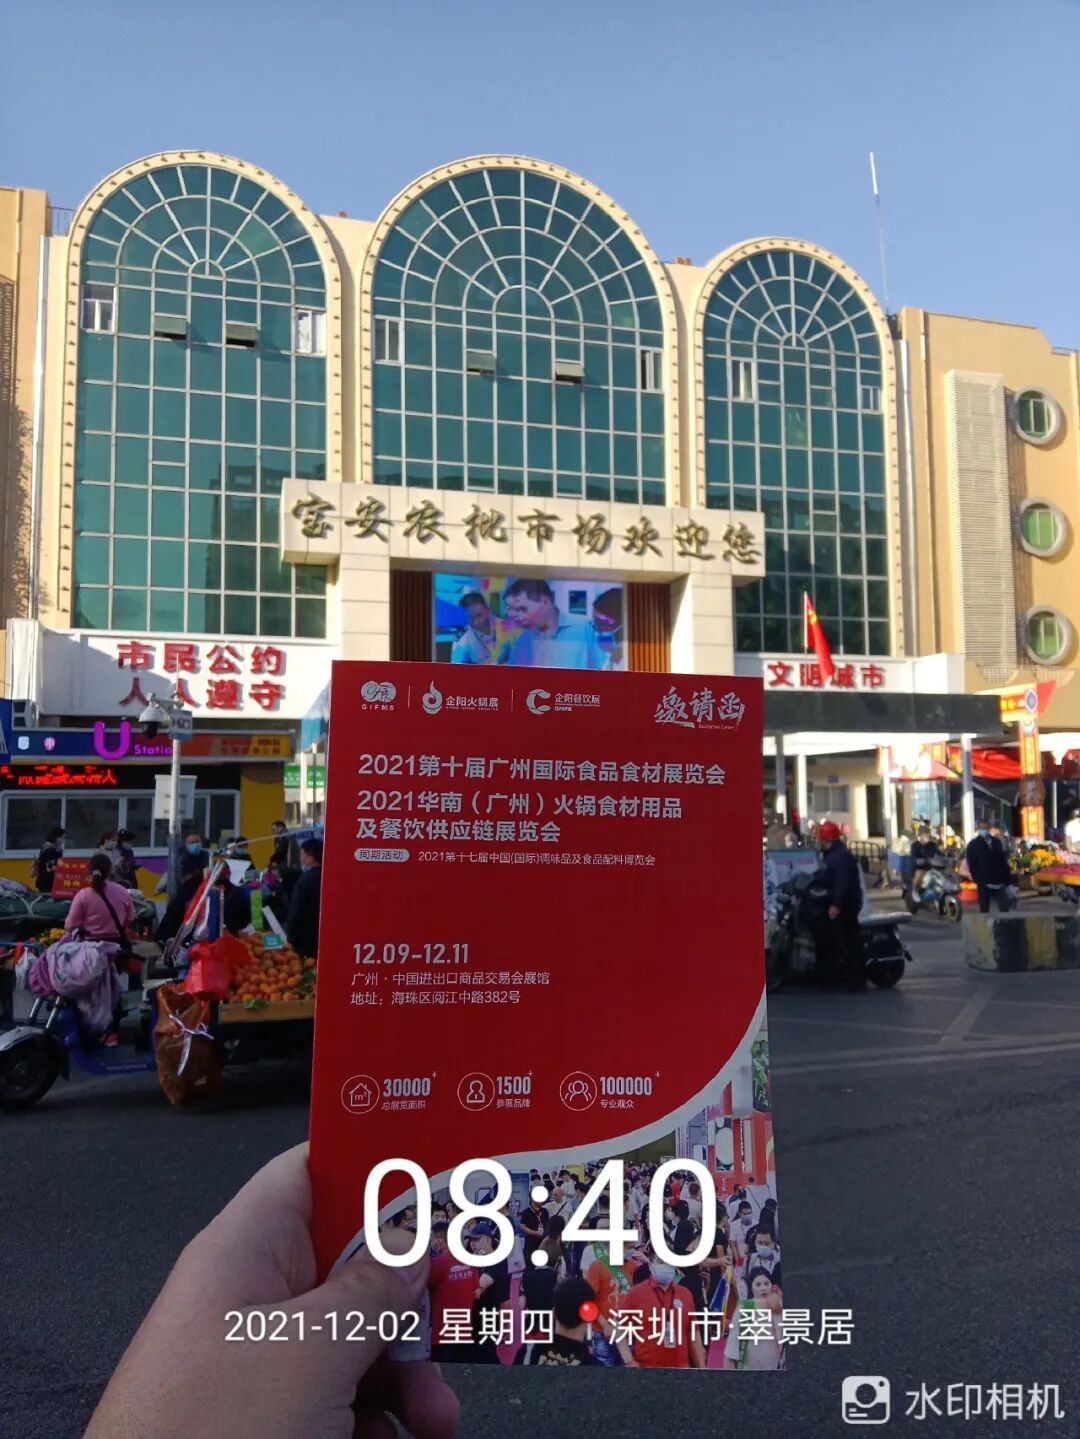 宝安农批市场欢迎您
市民公约
人人遵守
文明城市
U Station
GIFMS
企阳火锅展
企阳餐饮展
邀请函
2021第十届广州国际食品食材展览会
2021华南（广州）火锅食材用品
及餐饮供应链展览会
同期活动 2021第十七届中国(国际)调味品及食品配料博览会
12.09-12.11
广州·中国进出口商品交易会展馆
地址：海珠区阅江中路382号
30000+
总展览面积
1500+
参展品牌
100000+
专业观众
08:40
2021-12-02 星期四 深圳市·翠景居
水印相机